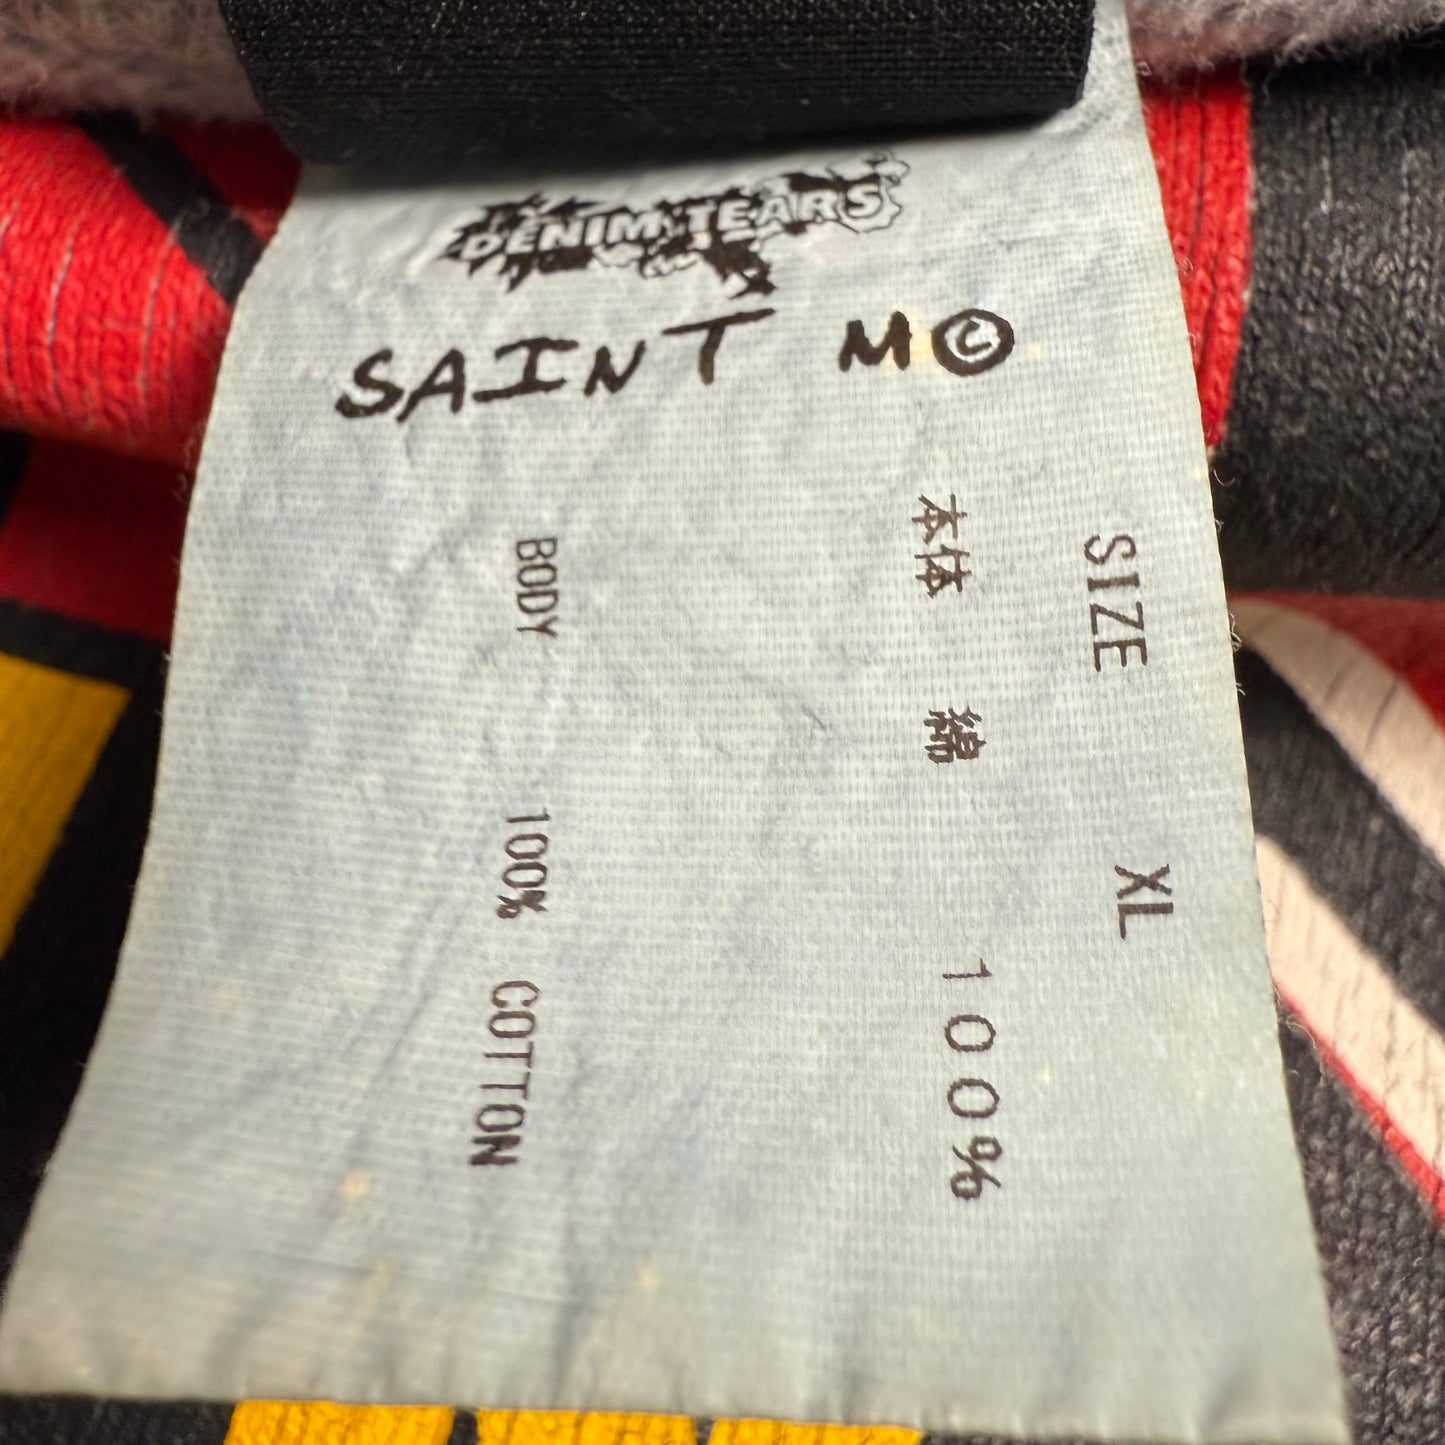 DENIM TEARS
SAINT M©
SIZE XL
本体 綿 100%
BODY 100% COTTON